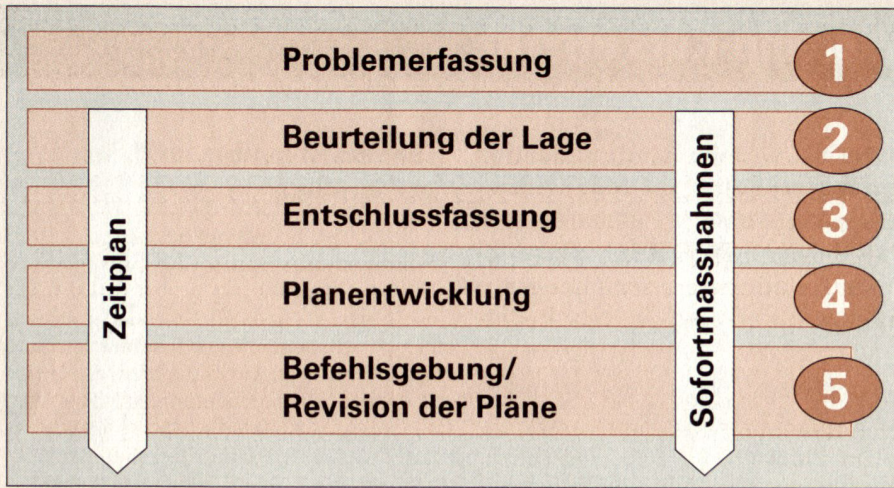 Problemerfassung 1
Beurteilung der Lage 2
Entschlussfassung 3
Planentwicklung 4
Befehlsgebung/
Revision der Pläne 5
Zeitplan
Sofortmassnahmen